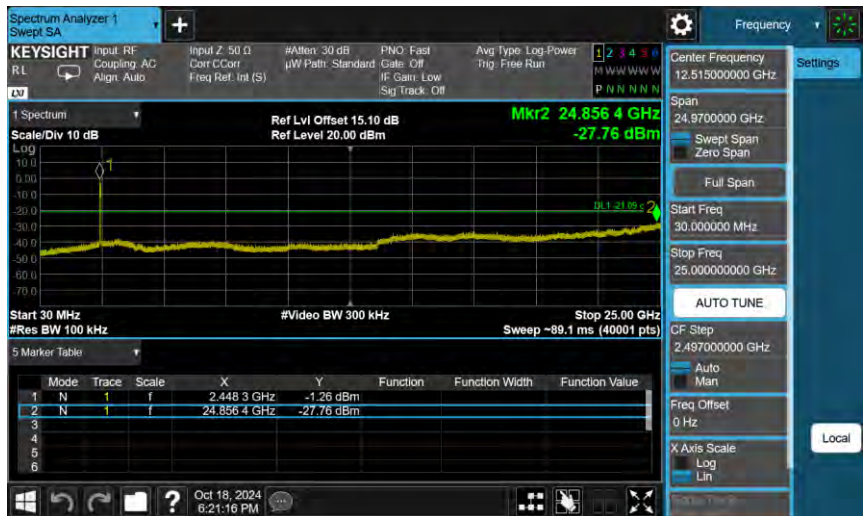 Spectrum Analyzer 1
Swept SA
Frequency
KEYSIGHT
RL
LXI
Input: RF
Coupling: AC
Align: Auto
Input Z: 50 Ω
Corr CCorr
Freq Ref: Int (S)
#Atten: 30 dB
µW Path: Standard
PNO: Fast
Gate: Off
IF Gain: Low
Sig Track: Off
Avg Type: Log-Power
Trig: Free Run
1 2 3 4 5 6
M W W W W W
P N N N N N
1 Spectrum
Scale/Div 10 dB
Ref Lvl Offset 15.10 dB
Ref Level 20.00 dBm
Mkr2 24.856 4 GHz
-27.76 dBm
Log
10.0
0.00
-10.0
-20.0
-30.0
-40.0
-50.0
-60.0
-70.0
1
DL1 -21.09
2
Start 30 MHz
#Res BW 100 kHz
#Video BW 300 kHz
Stop 25.00 GHz
Sweep ~89.1 ms (40001 pts)
5 Marker Table
Mode Trace Scale X Y Function Function Width Function Value
1 N 1 f 2.448 3 GHz -1.26 dBm
2 N 1 f 24.856 4 GHz -27.76 dBm
3
4
5
6
Oct 18, 2024
6:21:16 PM
Center Frequency
12.515000000 GHz
Span
24.9700000 GHz
Swept Span
Zero Span
Full Span
Start Freq
30.000000 MHz
Stop Freq
25.000000000 GHz
AUTO TUNE
CF Step
2.497000000 GHz
Auto
Man
Freq Offset
0 Hz
X Axis Scale
Log
Lin
Settings
Local